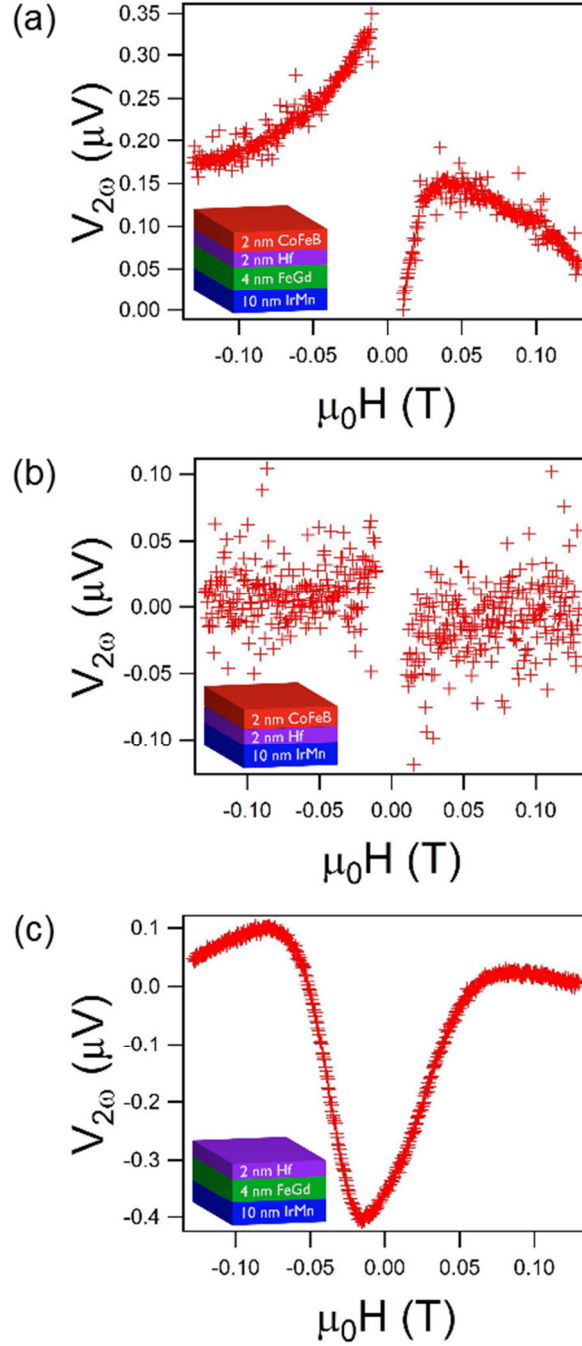 (a)
0.35
0.30
0.25
0.20
0.15
0.10
0.05
0.00
V2ω (μV)
2 nm CoFeB
2 nm Hf
4 nm FeGd
10 nm IrMn
-0.10 -0.05 0.00 0.05 0.10
μ0H (T)
(b)
0.10
0.05
0.00
-0.05
-0.10
V2ω (μV)
2 nm CoFeB
2 nm Hf
10 nm IrMn
-0.10 -0.05 0.00 0.05 0.10
μ0H (T)
(c)
0.1
0.0
-0.1
-0.2
-0.3
-0.4
V2ω (μV)
2 nm Hf
4 nm FeGd
10 nm IrMn
-0.10 -0.05 0.00 0.05 0.10
μ0H (T)